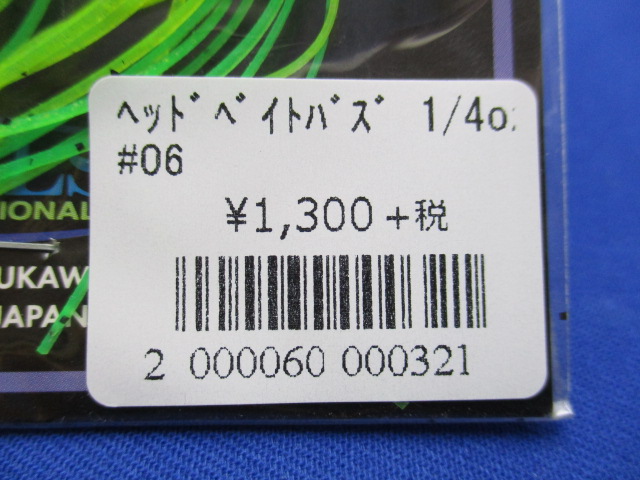 ﾍｯﾄﾞﾍﾞｲﾄﾊﾞｽﾞ 1/4oz
#06
¥1,300+税
2 000060 000321
IONAL
UKAW
JAPAN